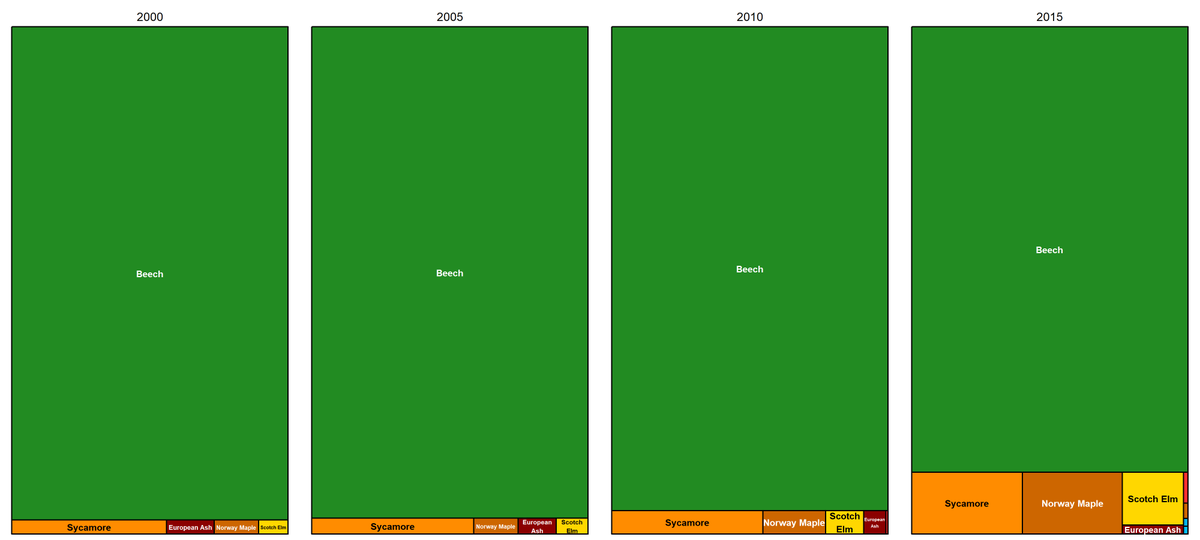 2000 2005 2010 2015
Beech
Beech
Beech
Beech
Sycamore European Ash Norway Maple Scotch Elm
Sycamore Norway Maple European
Ash Scotch
Elm
Sycamore Norway Maple Scotch
Elm European
Ash
Sycamore Norway Maple Scotch Elm
European Ash